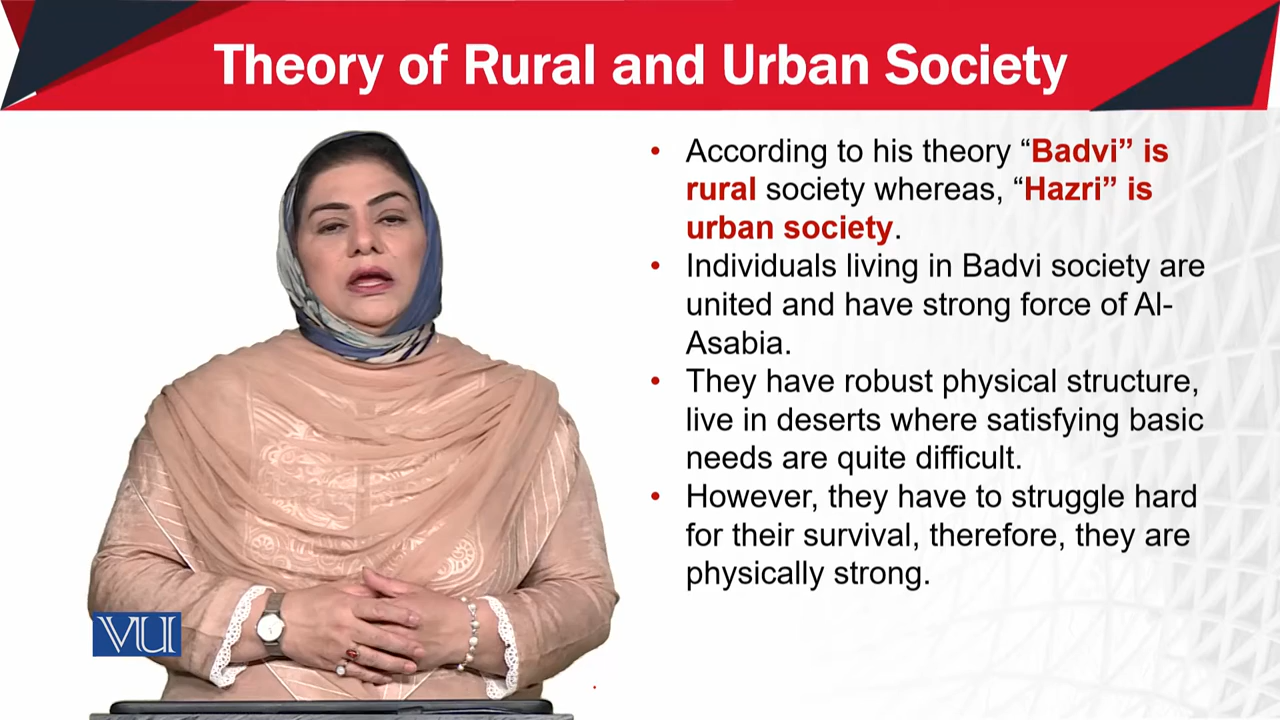 Theory of Rural and Urban Society
• According to his theory “Badvi” is
rural society whereas, “Hazri” is
urban society.
• Individuals living in Badvi society are
united and have strong force of Al-
Asabia.
• They have robust physical structure,
live in deserts where satisfying basic
needs are quite difficult.
• However, they have to struggle hard
for their survival, therefore, they are
physically strong.
VU